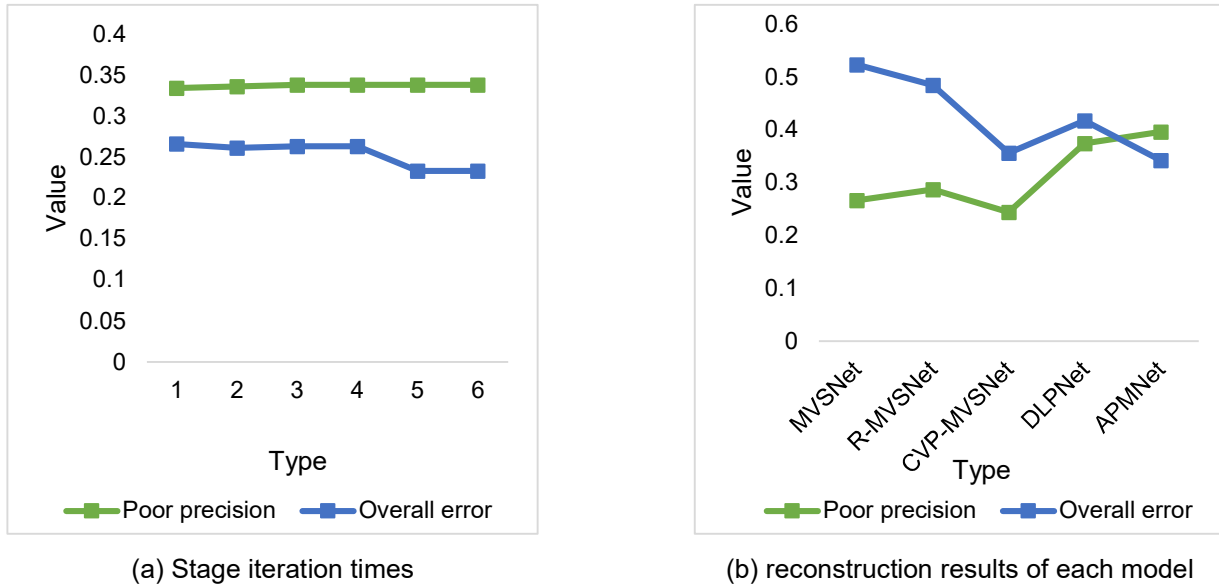 0.4
0.35
0.3
0.25
0.2
0.15
0.1
0.05
0
Value
1 2 3 4 5 6
Type
Poor precision Overall error
(a) Stage iteration times
0.6
0.5
0.4
0.3
0.2
0.1
0
Value
MVSNet R-MVSNet CVP-MVSNet DLPNet APMNet
Type
Poor precision Overall error
(b) reconstruction results of each model